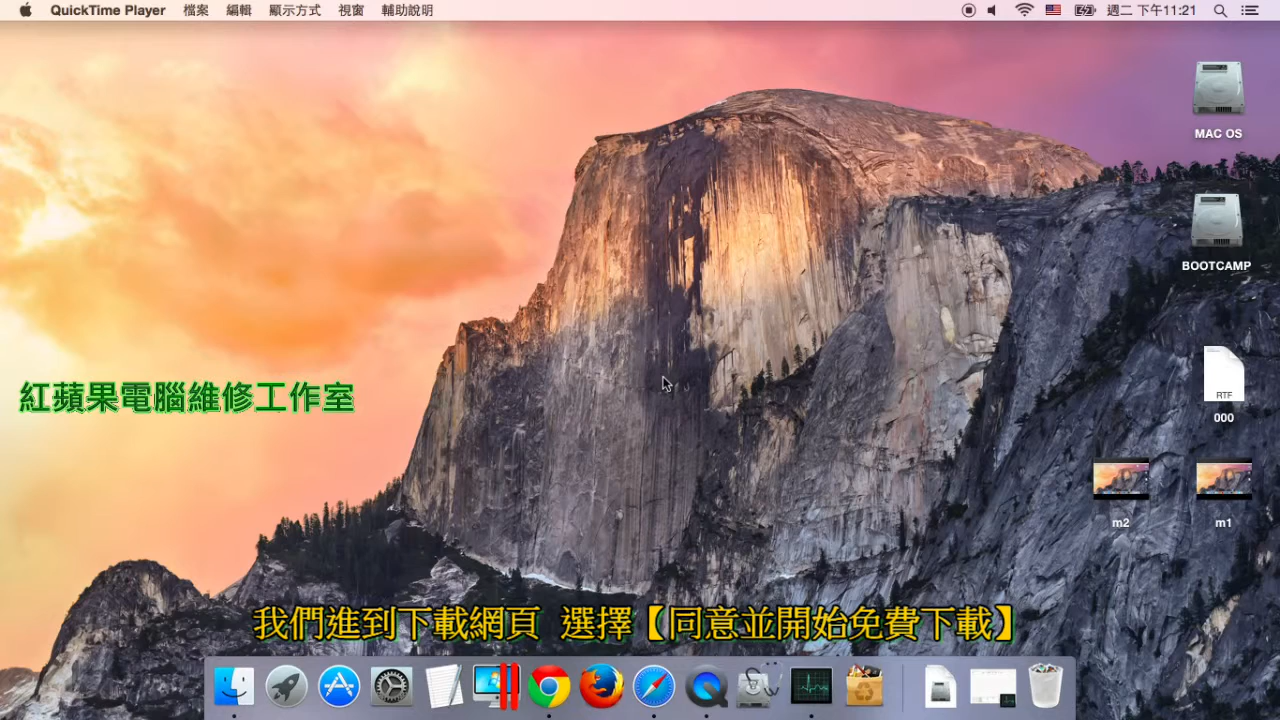 QuickTime Player 檔案 編輯 顯示方式 視窗 輔助說明 週二 下午11:21
MAC OS
BOOTCAMP
RTF
000
紅蘋果電腦維修工作室
m2 m1
我們進到下載網頁 選擇【同意並開始免費下載】